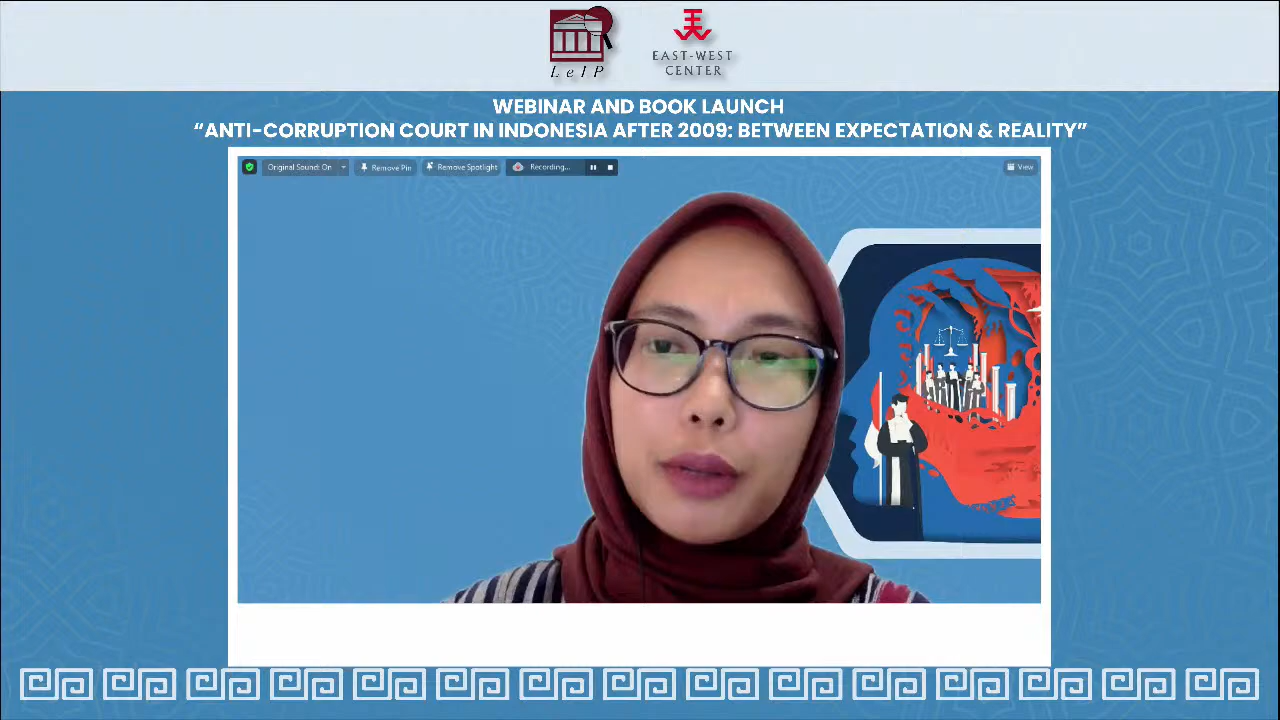 LeIP
EAST-WEST
CENTER
WEBINAR AND BOOK LAUNCH
“ANTI-CORRUPTION COURT IN INDONESIA AFTER 2009: BETWEEN EXPECTATION & REALITY”
Original Sound: On
Remove Pin
Remove Spotlight
Recording...
View